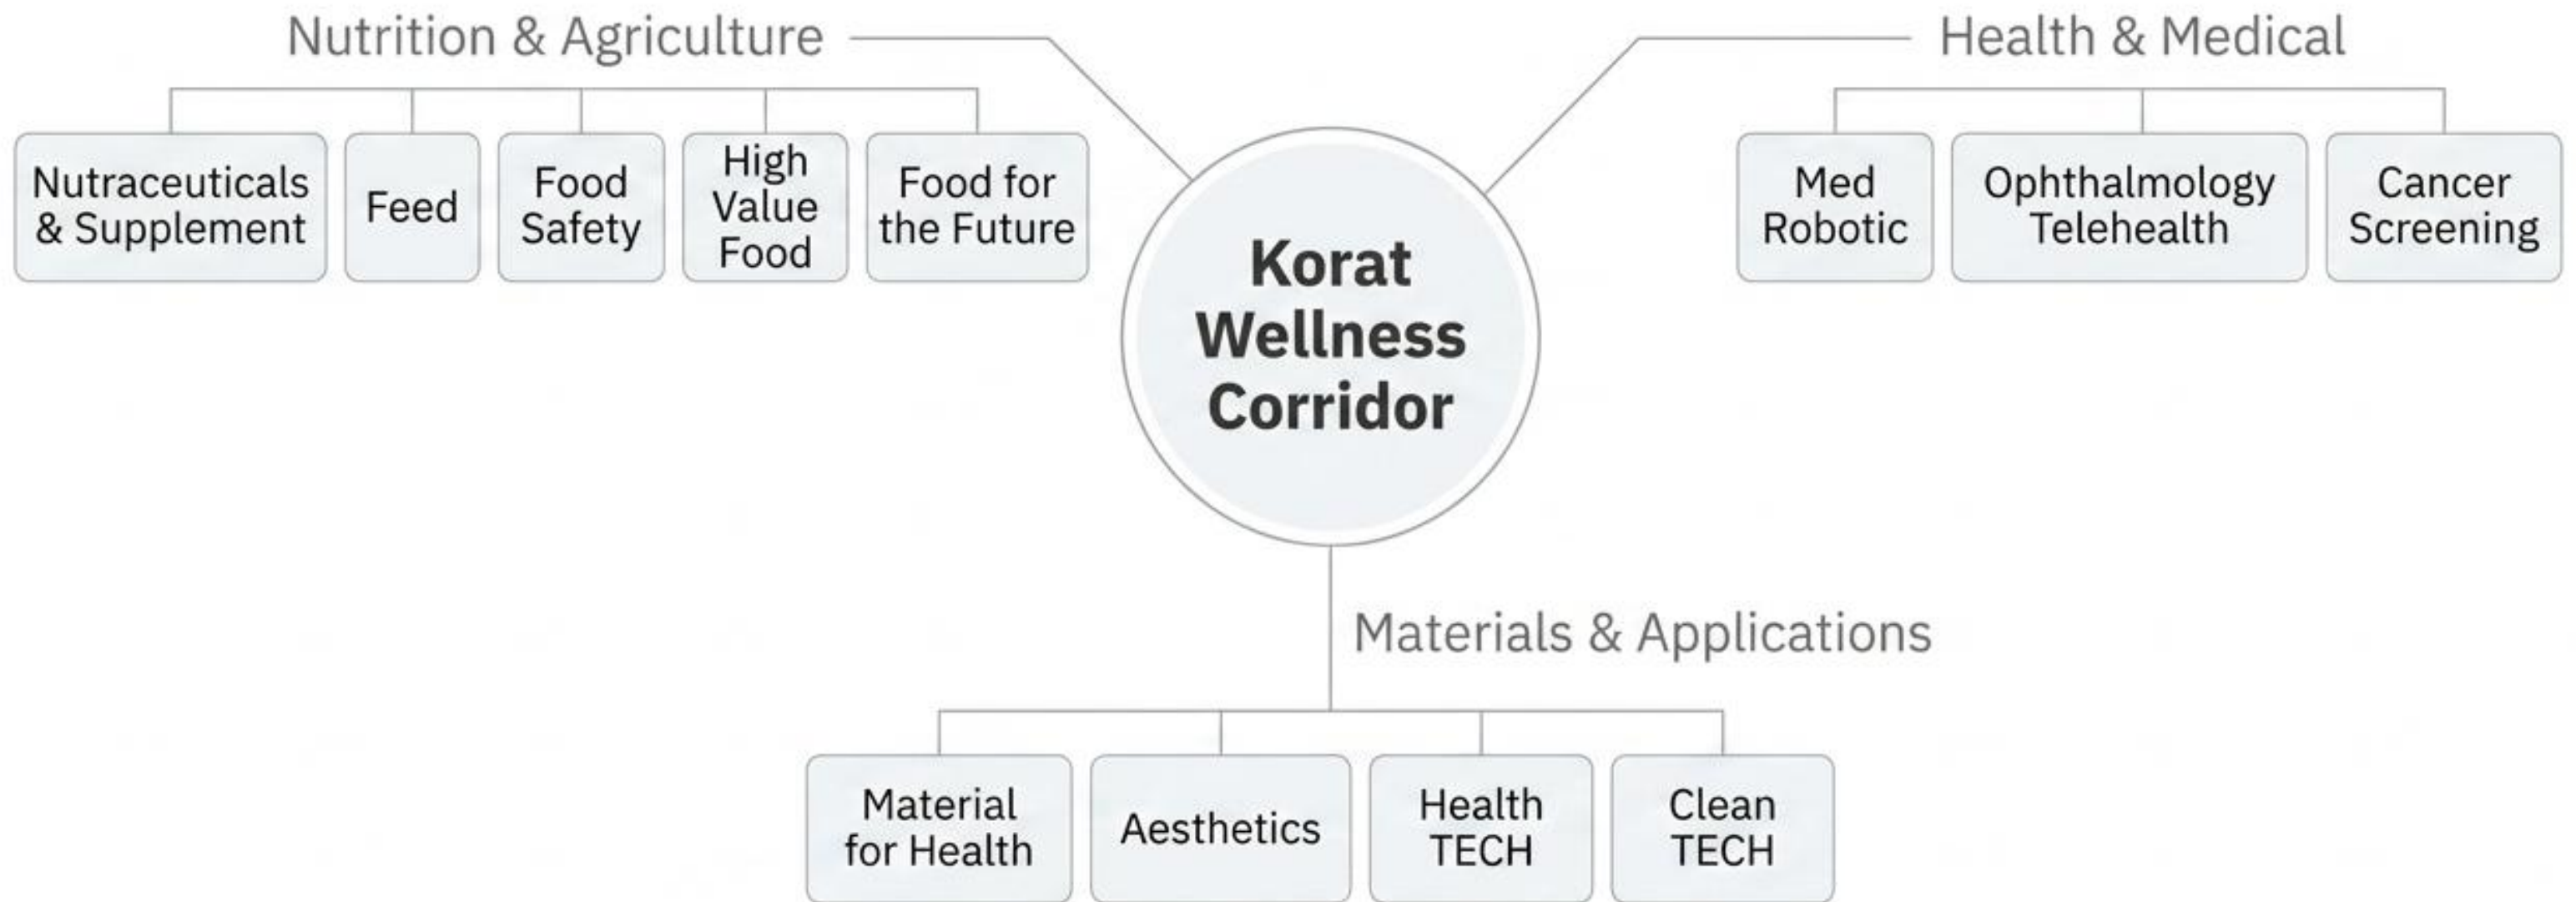 Nutrition & Agriculture
Nutraceuticals
& Supplement
Feed
Food
Safety
High
Value
Food
Food for
the Future
Health & Medical
Med
Robotic
Ophthalmology
Telehealth
Cancer
Screening
Korat
Wellness
Corridor
Materials & Applications
Material
for Health
Aesthetics
Health
TECH
Clean
TECH